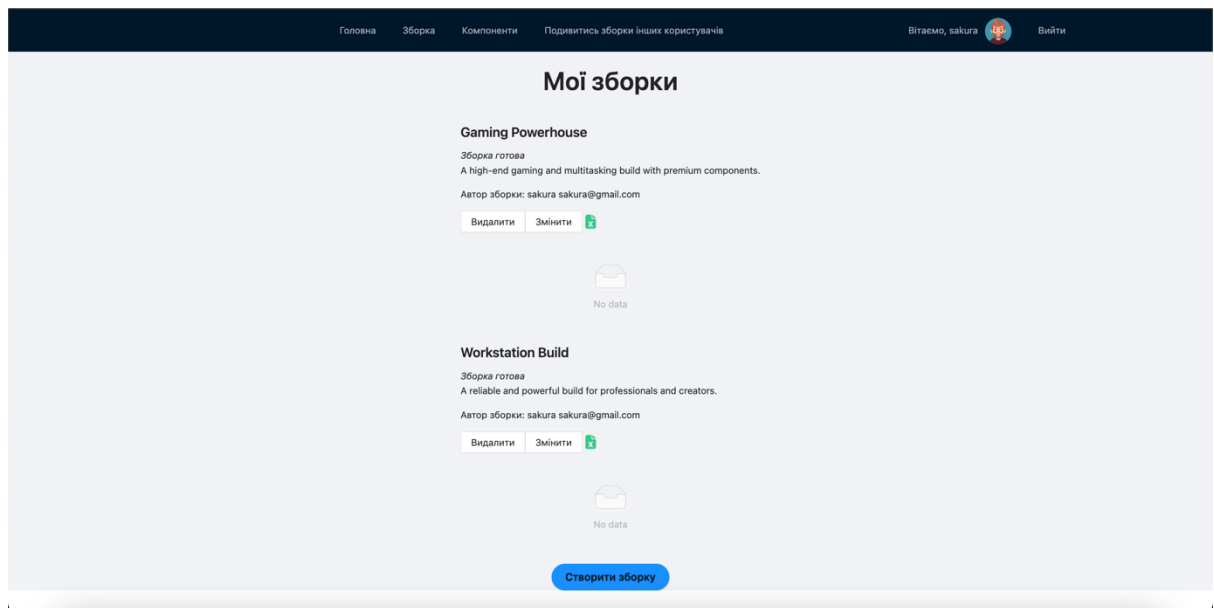 Головна Зборка Компоненти Подивитись зборки інших користувачів Вітаємо, sakura Вийти
Мої зборки
Gaming Powerhouse
Зборка готова
A high-end gaming and multitasking build with premium components.
Автор зборки: sakura sakura@gmail.com
Видалити Змінити
No data
Workstation Build
Зборка готова
A reliable and powerful build for professionals and creators.
Автор зборки: sakura sakura@gmail.com
Видалити Змінити
No data
Створити зборку